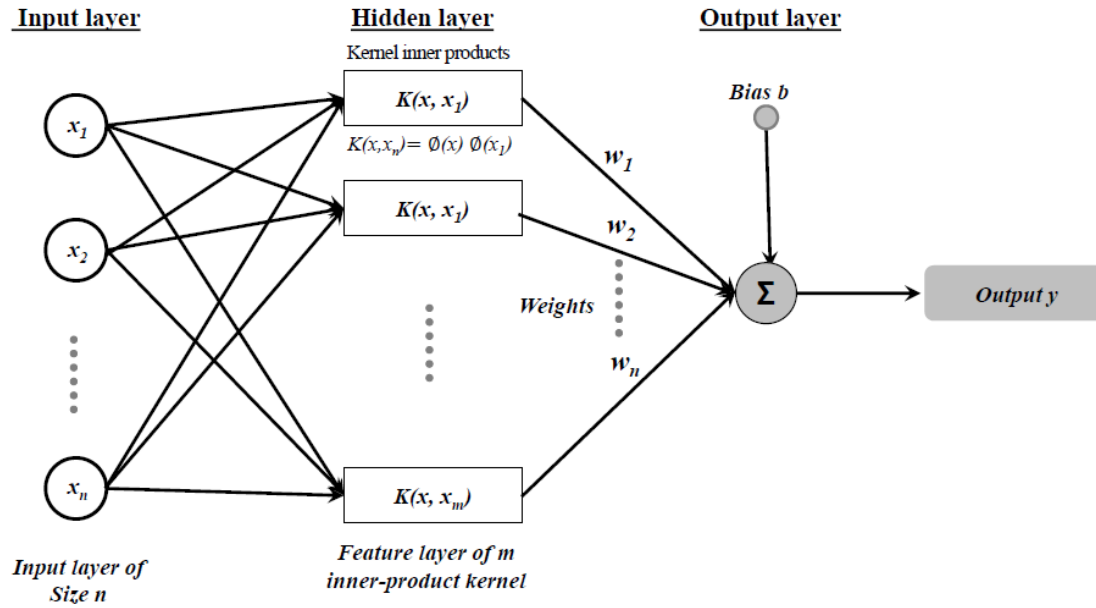 Input layer
Hidden layer
Output layer
Kernel inner products
K(x, x₁)
K(x,xₙ)= Ø(x) Ø(x₁)
K(x, x₁)
K(x, xₘ)
x₁
x₂
xₙ
w₁
w₂
Weights
wₙ
Bias b
Σ
Output y
Input layer of
Size n
Feature layer of m
inner-product kernel